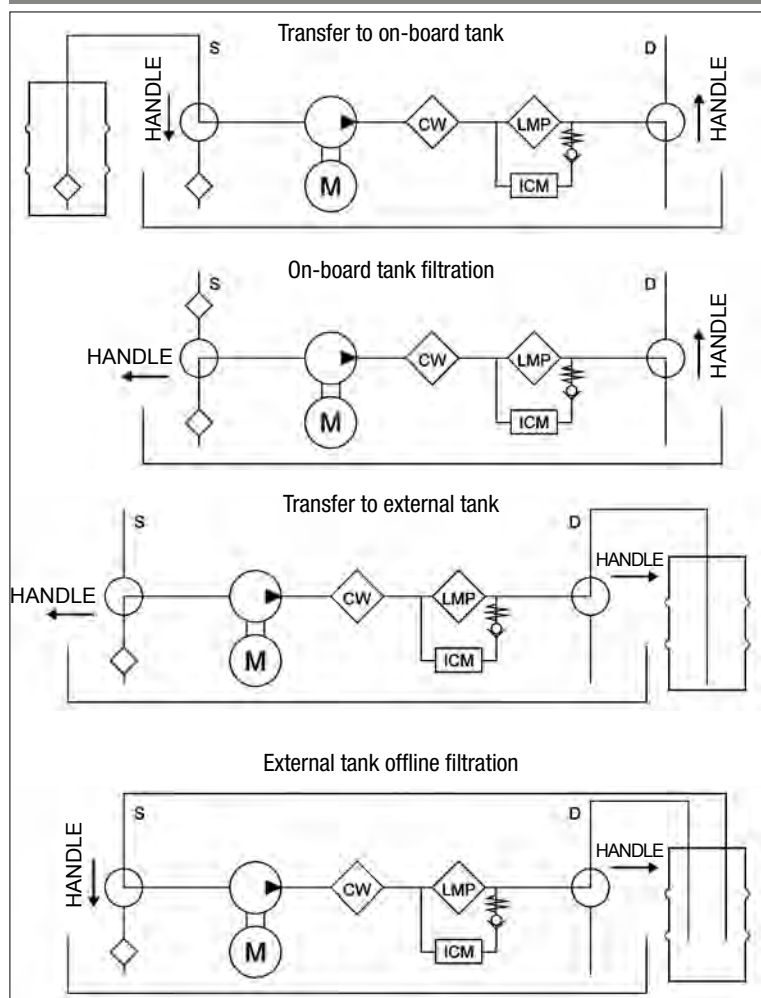 Transfer to on-board tank
S
D
HANDLE
HANDLE
CW
LMP
M
ICM
On-board tank filtration
S
D
HANDLE
HANDLE
CW
LMP
M
ICM
Transfer to external tank
S
D
HANDLE
HANDLE
CW
LMP
M
ICM
External tank offline filtration
S
D
HANDLE
HANDLE
CW
LMP
M
ICM